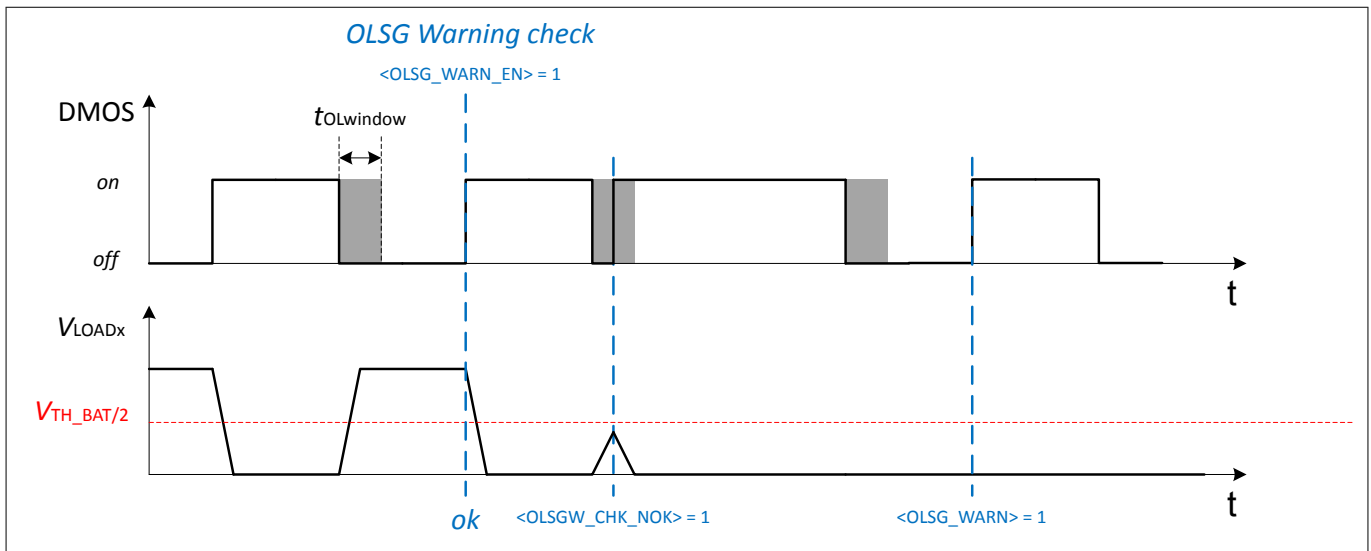 OLSG Warning check
<OLSG_WARN_EN> = 1
DMOS
tOLwindow
on
off
t
VLOADx
VTH_BAT/2
t
ok
<OLSGW_CHK_NOK> = 1
<OLSG_WARN> = 1